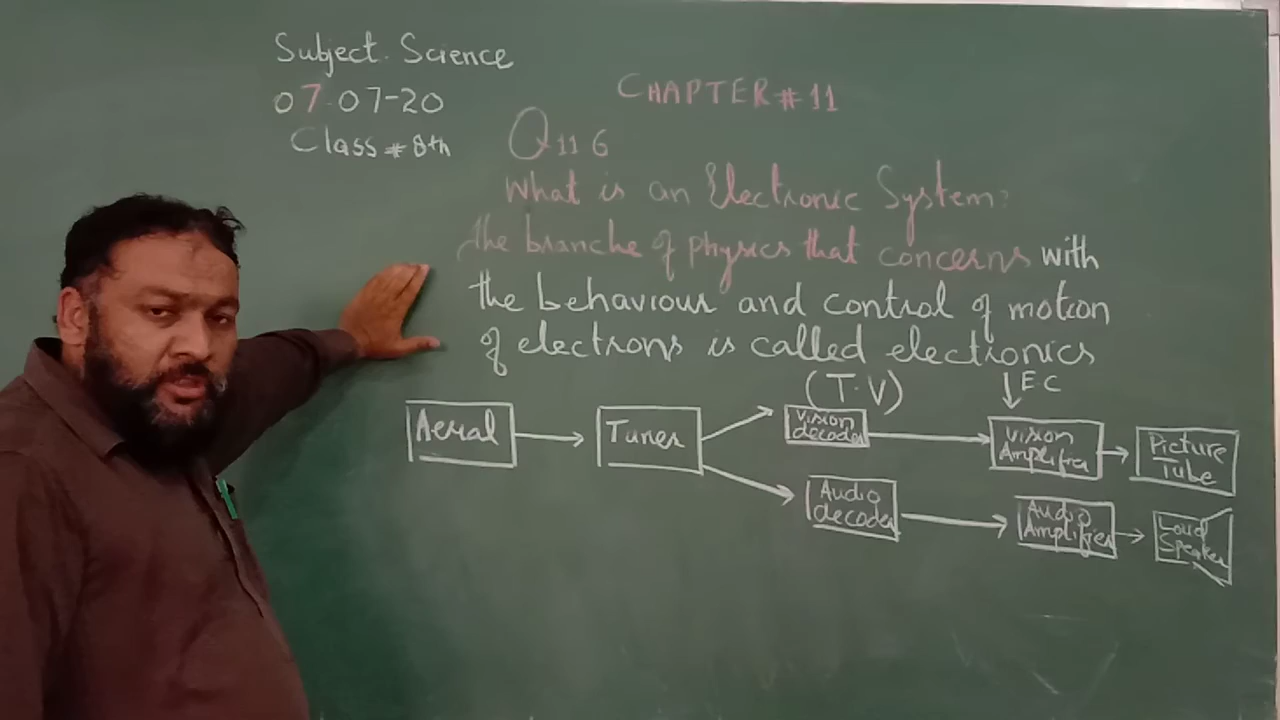 Subject. Science
07-07-20
Class # 8th
CHAPTER # 11
Q 11 6
What is an Electronic System?
The branche of physics that concerns with
the behaviour and control of motion
of electrons is called electronics
(T.V)
E.C
Aerial
Tuner
Vision
decoder
Vision
Amplifier
Picture
Tube
Audio
decoder
Audio
Amplifier
Loud
Speaker